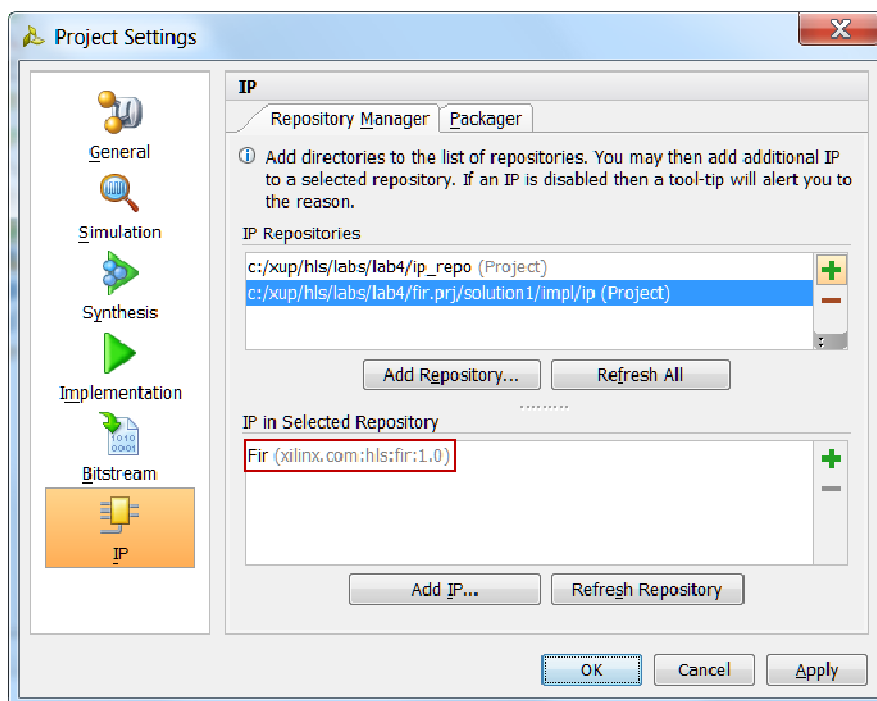 Project Settings
General
Simulation
Synthesis
Implementation
Bitstream
IP
IP
Repository Manager
Packager
Add directories to the list of repositories. You may then add additional IP
to a selected repository. If an IP is disabled then a tool-tip will alert you to
the reason.
IP Repositories
c:/xup/hls/labs/lab4/ip_repo (Project)
c:/xup/hls/labs/lab4/fir.prj/solution1/impl/ip (Project)
Add Repository...
Refresh All
IP in Selected Repository
Fir (xilinx.com:hls:fir:1.0)
Add IP...
Refresh Repository
OK
Cancel
Apply